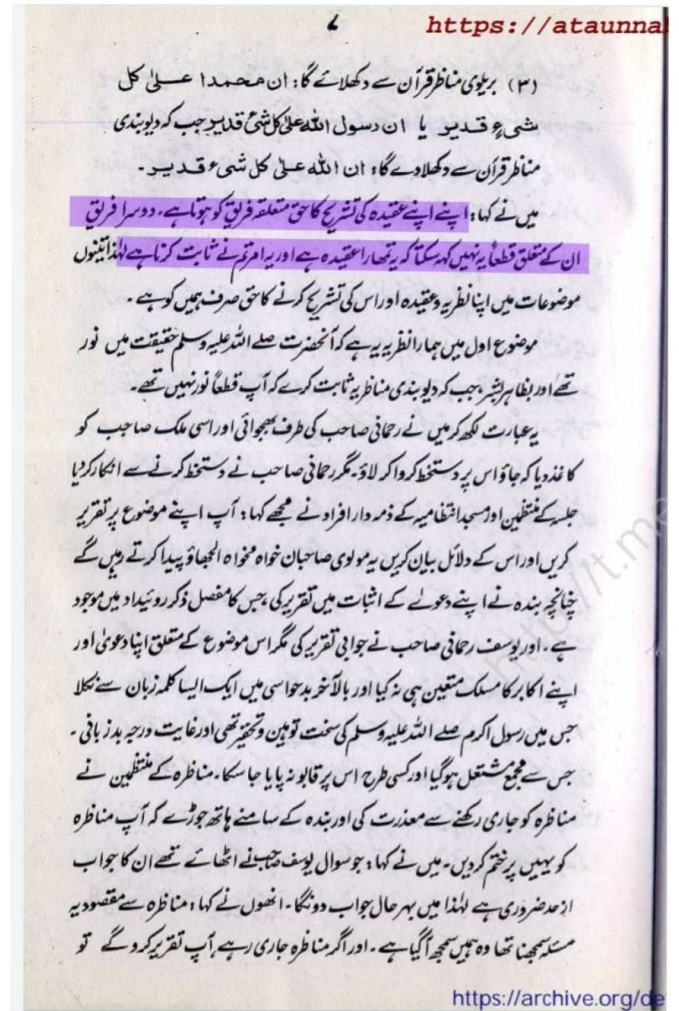 ۷
https://ataunnal
(۳) بریلوی مناظر قرآن سے دکھلائے گا: ان محمدا علیٰ کل
شیءٍ قدیر یا ان رسول اللہ علیٰ کل شیءٍ قدیر جب کہ دیوبندی
مناظر قرآن سے دکھلا دے گا: ان اللہ علیٰ کل شیء قدیر۔
میں نے کہا: اپنے اپنے عقیدہ کی تشریح کا حق متعلقہ فریق کو ہوتا ہے۔ دوسرا فریق
ان کے متعلق قطعاً یہ نہیں کہہ سکتا کہ یہ تمھارا عقیدہ ہے اور یہ امر تم نے ثابت کرنا ہے لہٰذا تینوں
موضوعات میں اپنا نظریہ و عقیدہ اور اس کی تشریح کرنے کا حق صرف ہمیں کو ہے۔
موضوع اول میں ہمارا نظریہ یہ ہے کہ آنحضرت صلے اللہ علیہ وسلم حقیقت میں نور
تھے اور بظاہر بشر جب کہ دیوبندی مناظر یہ ثابت کرے کہ آپ قطعاً نور نہیں تھے۔
یہ عبارت لکھ کر میں نے رحمانی صاحب کی طرف بھجوائی اور اسی ملک صاحب کو
کاغذ دیا کہ جاؤ اس پر دستخط کروا کر لاؤ۔ مگر رحمانی صاحب نے دستخط کرنے سے انکار کر دیا
جلسہ کے منتظمین اور مسجد انتظامیہ کے ذمہ دار افراد نے مجھے کہا: آپ اپنے موضوع پر تقریر
کریں اور اس کے دلائل بیان کریں یہ مولوی صاحبان خواہ مخواہ الجھاؤ پیدا کرتے رہیں گے
چنانچہ بندہ نے اپنے دعوے کے اثبات میں تقریر کی، جس کا مفصل ذکر روئیداد میں موجود
ہے۔ اور یوسف رحمانی صاحب نے جوابی تقریر کی مگر اس موضوع کے متعلق اپنا دعویٰ اور
اپنے اکابر کا مسلک متعین ہی نہ کیا اور بالآخر بدحواسی میں ایک ایسا کلمہ زبان سے نکلا
جس میں رسول اکرم صلے اللہ علیہ وسلم کی سخت توہین و تحقیر تھی اور غایت درجہ بدزبانی۔
جس سے مجمع مشتعل ہوگیا اور کسی طرح اس پر قابو نہ پایا جا سکا۔ مناظرہ کے منتظمین نے
مناظرہ کو جاری رکھنے سے معذرت کی اور بندہ کے سامنے ہاتھ جوڑے کہ آپ مناظرہ
کو یہیں پر ختم کر دیں۔ میں نے کہا: جو سوال یوسف صاحب نے اٹھائے تھے ان کا جواب
از حد ضروری ہے لہٰذا میں بہر حال جواب دونگا۔ انھوں نے کہا: مناظرہ سے مقصود یہ
مسئلہ سمجھنا تھا وہ ہمیں سمجھ آگیا ہے۔ اور اگر مناظرہ جاری رہے، آپ تقریر کرو گے تو
http://t.me
https://archive.org/de